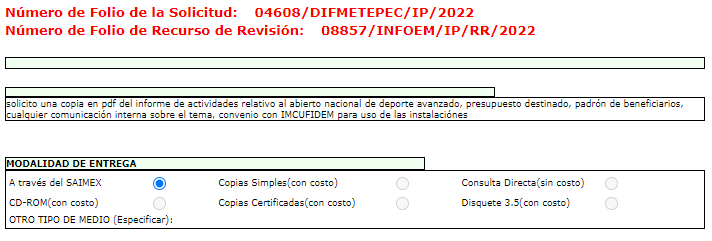 Número de Folio de la Solicitud: 04608/DIFMETEPEC/IP/2022
Número de Folio de Recurso de Revisión: 08857/INFOEM/IP/RR/2022
solicito una copia en pdf del informe de actividades relativo al abierto nacional de deporte avanzado, presupuesto destinado, padrón de beneficiarios,
cualquier comunicación interna sobre el tema, convenio con IMCUFIDEM para uso de las instalaciónes
MODALIDAD DE ENTREGA
A través del SAIMEX Copias Simples(con costo) Consulta Directa(sin costo)
CD-ROM(con costo) Copias Certificadas(con costo) Disquete 3.5(con costo)
OTRO TIPO DE MEDIO (Especificar):